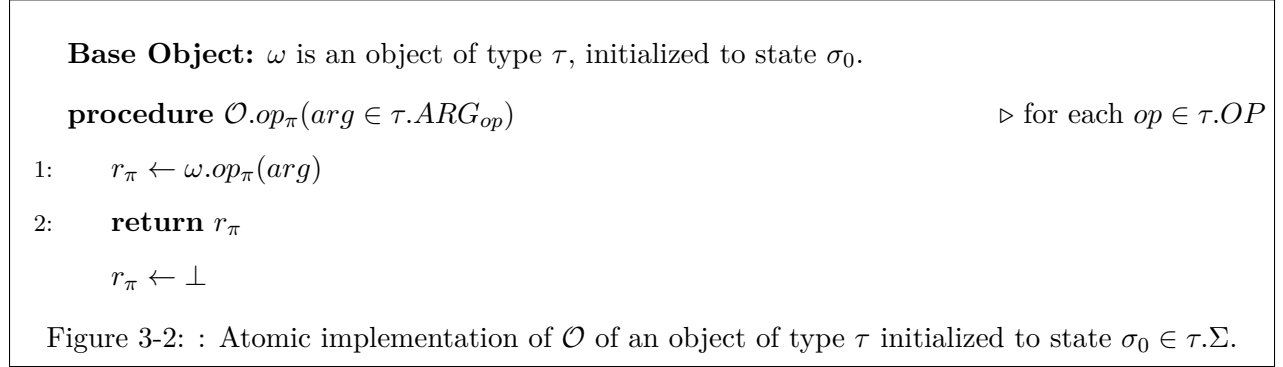 Base Object: ω is an object of type τ, initialized to state σ₀.
procedure 𝒪.op_π(arg ∈ τ.ARG_op) ▷ for each op ∈ τ.OP
1: r_π ← ω.op_π(arg)
2: return r_π
r_π ← ⊥
Figure 3-2: : Atomic implementation of 𝒪 of an object of type τ initialized to state σ₀ ∈ τ.Σ.